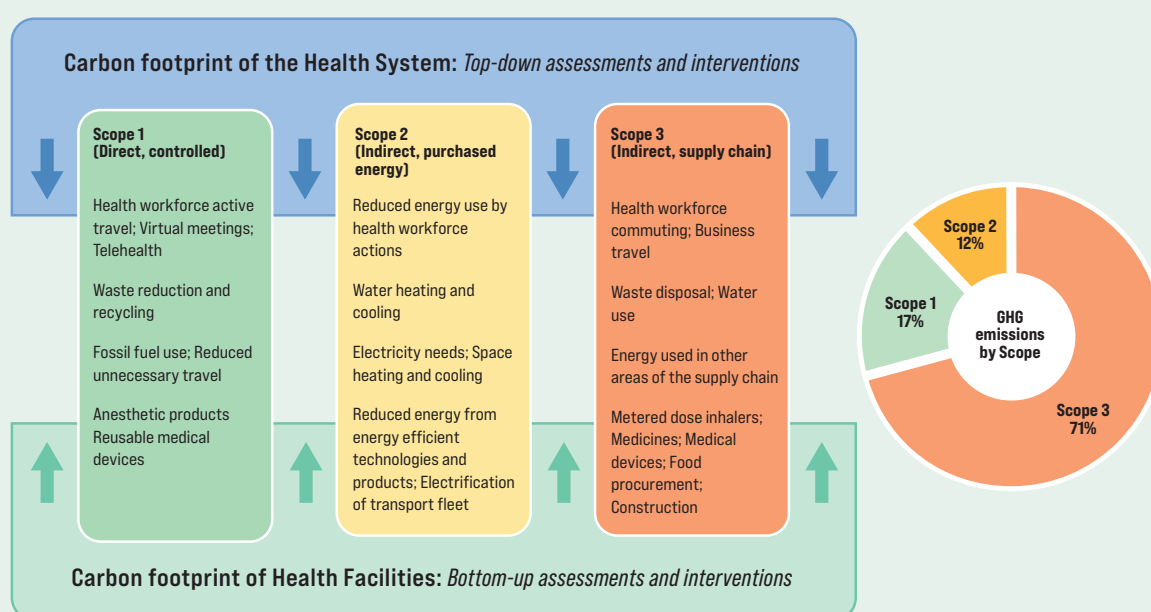 Carbon footprint of the Health System: Top-down assessments and interventions
Scope 1
(Direct, controlled)
Health workforce active
travel; Virtual meetings;
Telehealth
Waste reduction and
recycling
Fossil fuel use; Reduced
unnecessary travel
Anesthetic products
Reusable medical
devices
Scope 2
(Indirect, purchased
energy)
Reduced energy use by
health workforce
actions
Water heating and
cooling
Electricity needs; Space
heating and cooling
Reduced energy from
energy efficient
technologies and
products; Electrification
of transport fleet
Scope 3
(Indirect, supply chain)
Health workforce
commuting; Business
travel
Waste disposal; Water
use
Energy used in other
areas of the supply chain
Metered dose inhalers;
Medicines; Medical
devices; Food
procurement;
Construction
Carbon footprint of Health Facilities: Bottom-up assessments and interventions
Scope 2
12%
Scope 1
17%
GHG
emissions
by Scope
Scope 3
71%